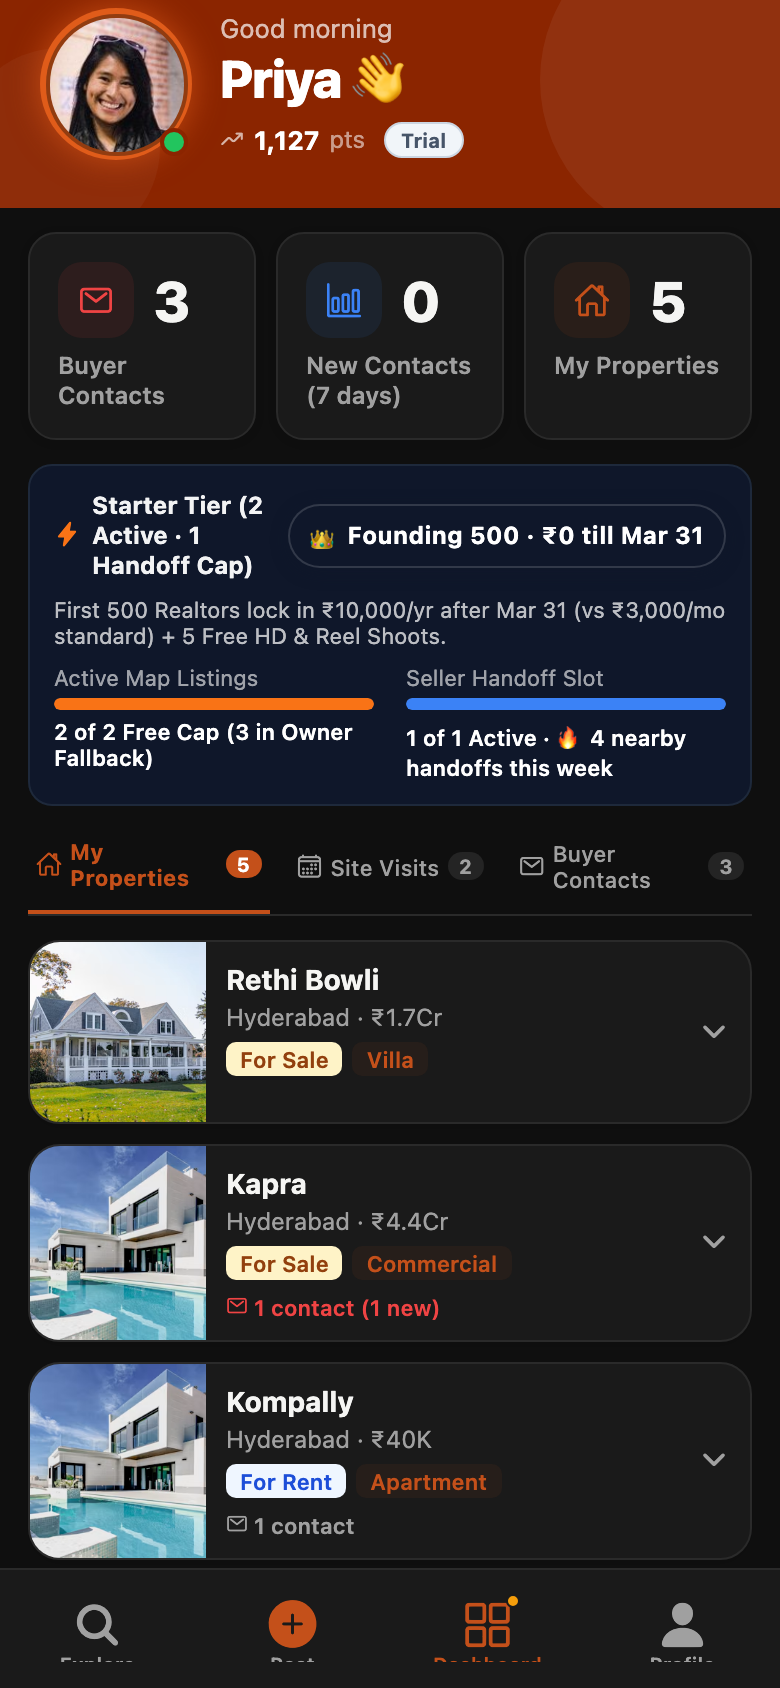 Good morning
Priya 👋
1,127 pts Trial
3
Buyer
Contacts
0
New Contacts
(7 days)
5
My Properties
Starter Tier (2
Active · 1
Handoff Cap)
👑 Founding 500 · ₹0 till Mar 31
First 500 Realtors lock in ₹10,000/yr after Mar 31 (vs ₹3,000/mo
standard) + 5 Free HD & Reel Shoots.
Active Map Listings
2 of 2 Free Cap (3 in Owner
Fallback)
Seller Handoff Slot
1 of 1 Active · 🔥 4 nearby
handoffs this week
My
Properties
5
Site Visits 2
Buyer
Contacts
3
Rethi Bowli
Hyderabad · ₹1.7Cr
For Sale Villa
Kapra
Hyderabad · ₹4.4Cr
For Sale Commercial
1 contact (1 new)
Kompally
Hyderabad · ₹40K
For Rent Apartment
1 contact
Explore Post Dashboard Profile